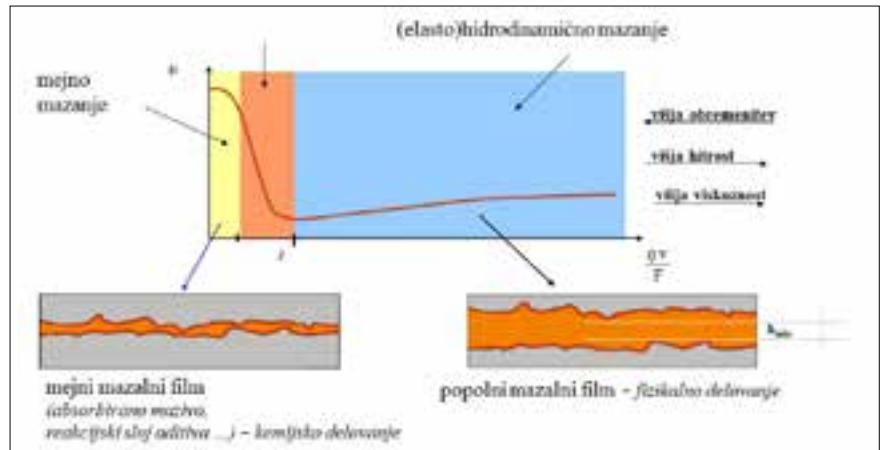 (elasto)hidrodinamično mazanje
mejno
mazanje
višja obremenitev
višja hitrost
višja viskoznost
η v
F
mejni mazalni film
(absorbirano mazivo,
reakcijski sloj aditiva ...) – kemijsko delovanje
popolni mazalni film – fizikalno delovanje
h min